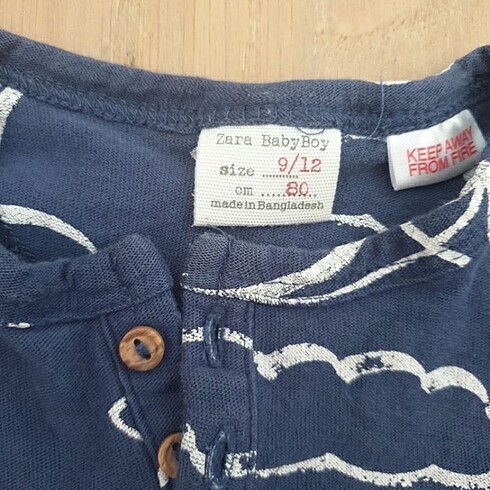 Zara BabyBoy
size 9/12
cm 80
made in Bangladesh
KEEP AWAY
FROM FIRE